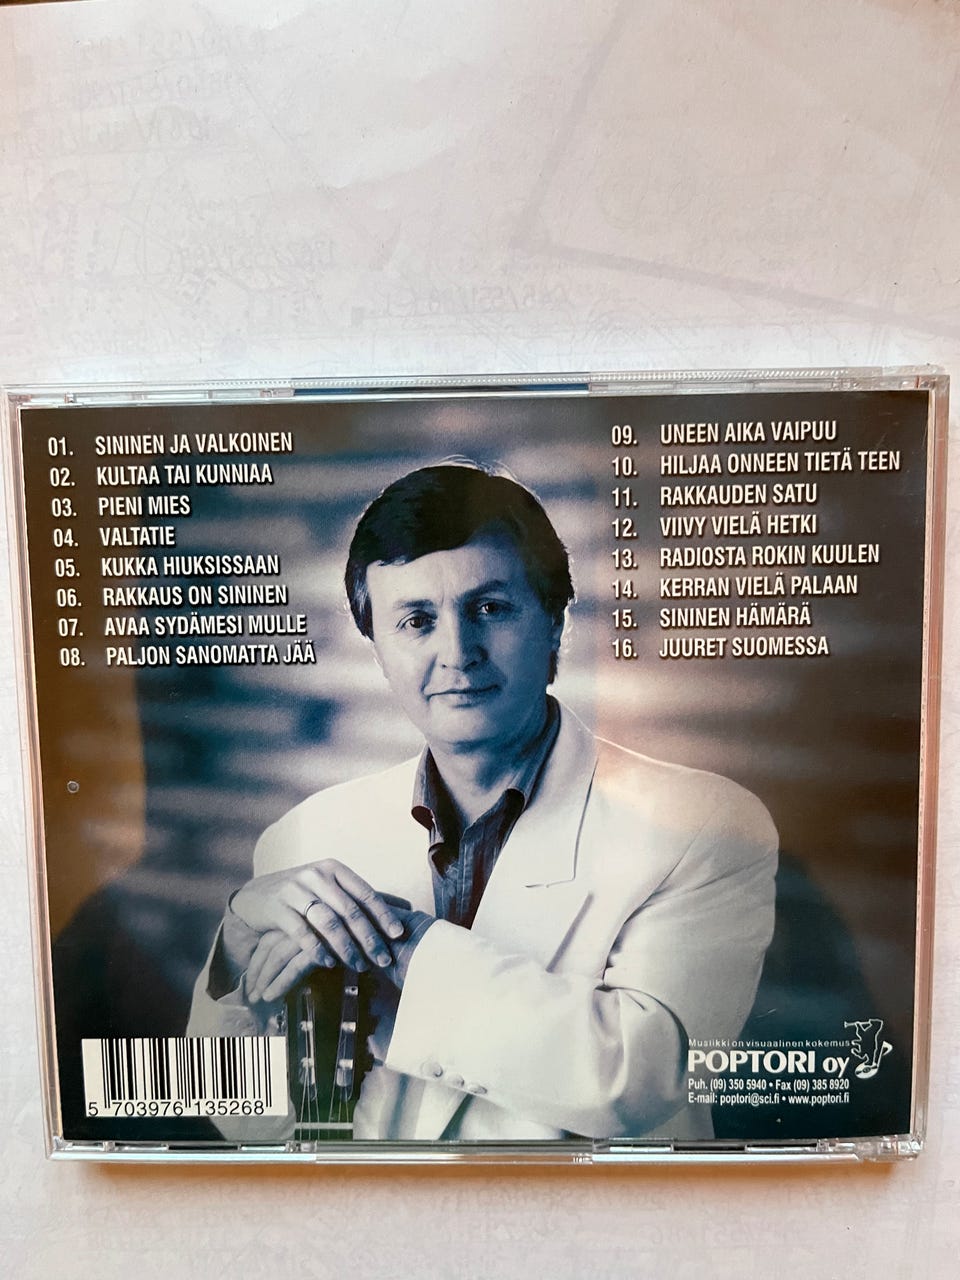 01. SININEN JA VALKOINEN
02. KULTAA TAI KUNNIAA
03. PIENI MIES
04. VALTATIE
05. KUKKA HIUKSISSAAN
06. RAKKAUS ON SININEN
07. AVAA SYDÄMESI MULLE
08. PALJON SANOMATTA JÄÄ
09. UNEEN AIKA VAIPUU
10. HILJAA ONNEEN TIETÄ TEEN
11. RAKKAUDEN SATU
12. VIIVY VIELÄ HETKI
13. RADIOSTA ROKIN KUULEN
14. KERRAN VIELÄ PALAAN
15. SININEN HÄMÄRÄ
16. JUURET SUOMESSA
5 703976 135268
Musiikki on visuaalinen kokemus
POPTORI oy
Puh. (09) 350 5940 • Fax (09) 385 8920
E-mail: poptori@sci.fi • www.poptori.fi